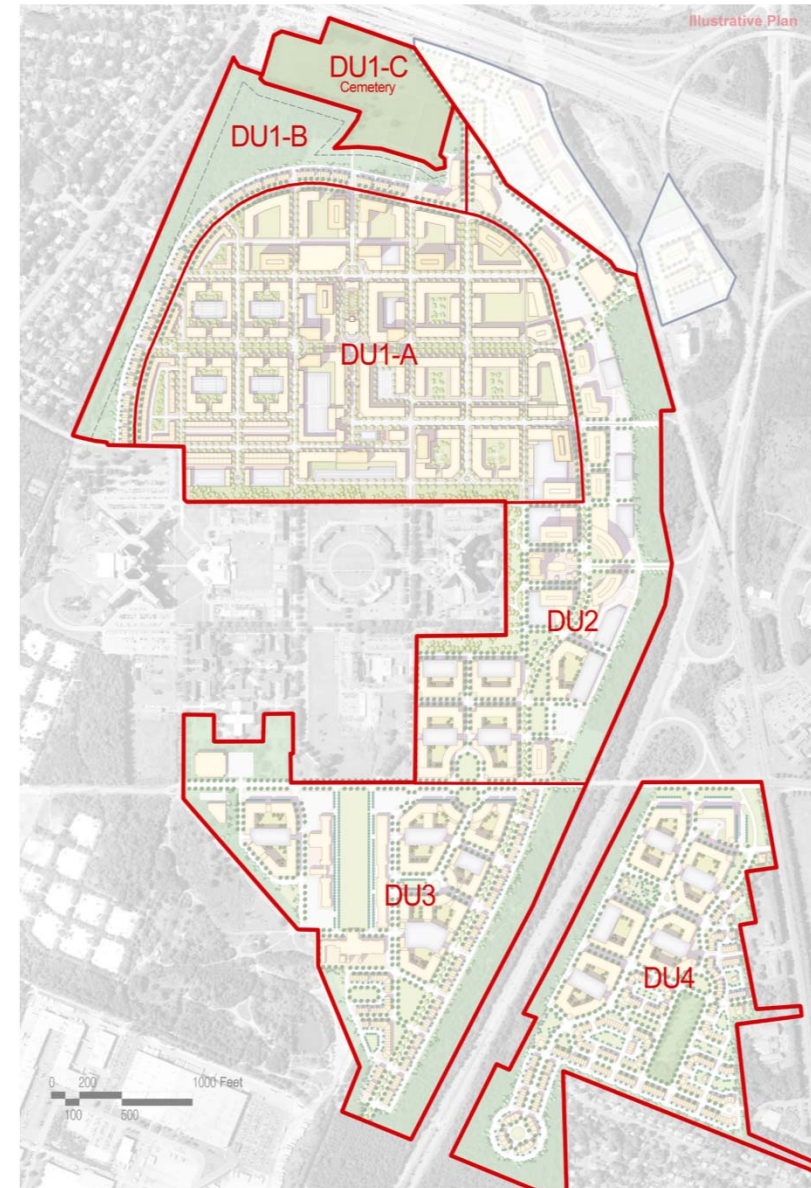 Illustrative Plan
DU1-C
Cemetery
DU1-B
DU1-A
DU2
DU3
DU4
0 200 1000 Feet
100 500